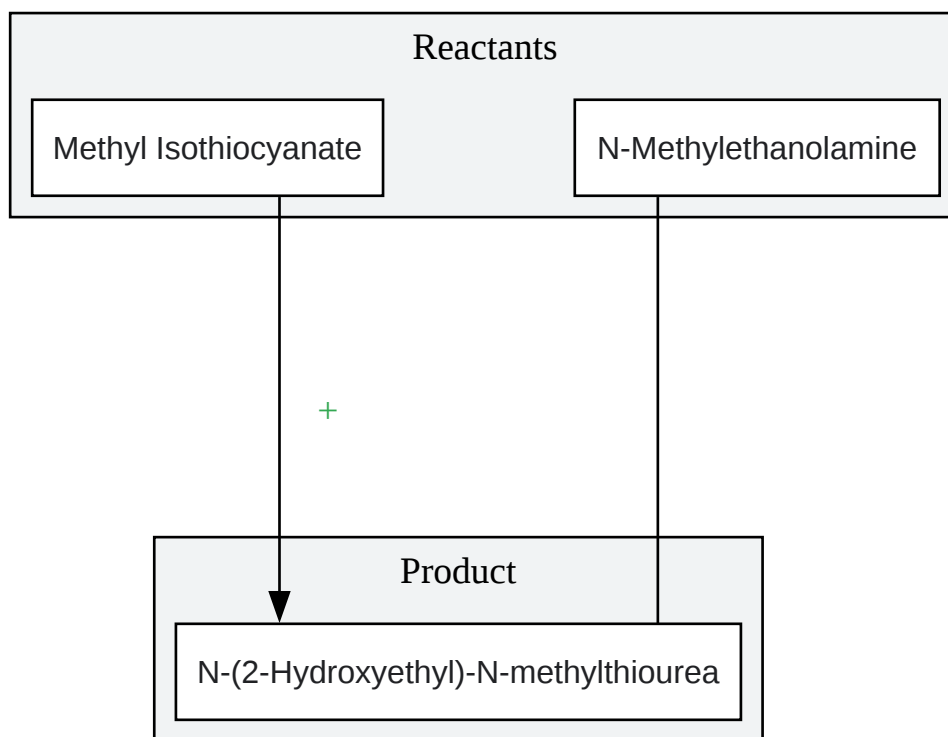 Reactants
Methyl Isothiocyanate
N-Methylethanolamine
+
Product
N-(2-Hydroxyethyl)-N-methylthiourea